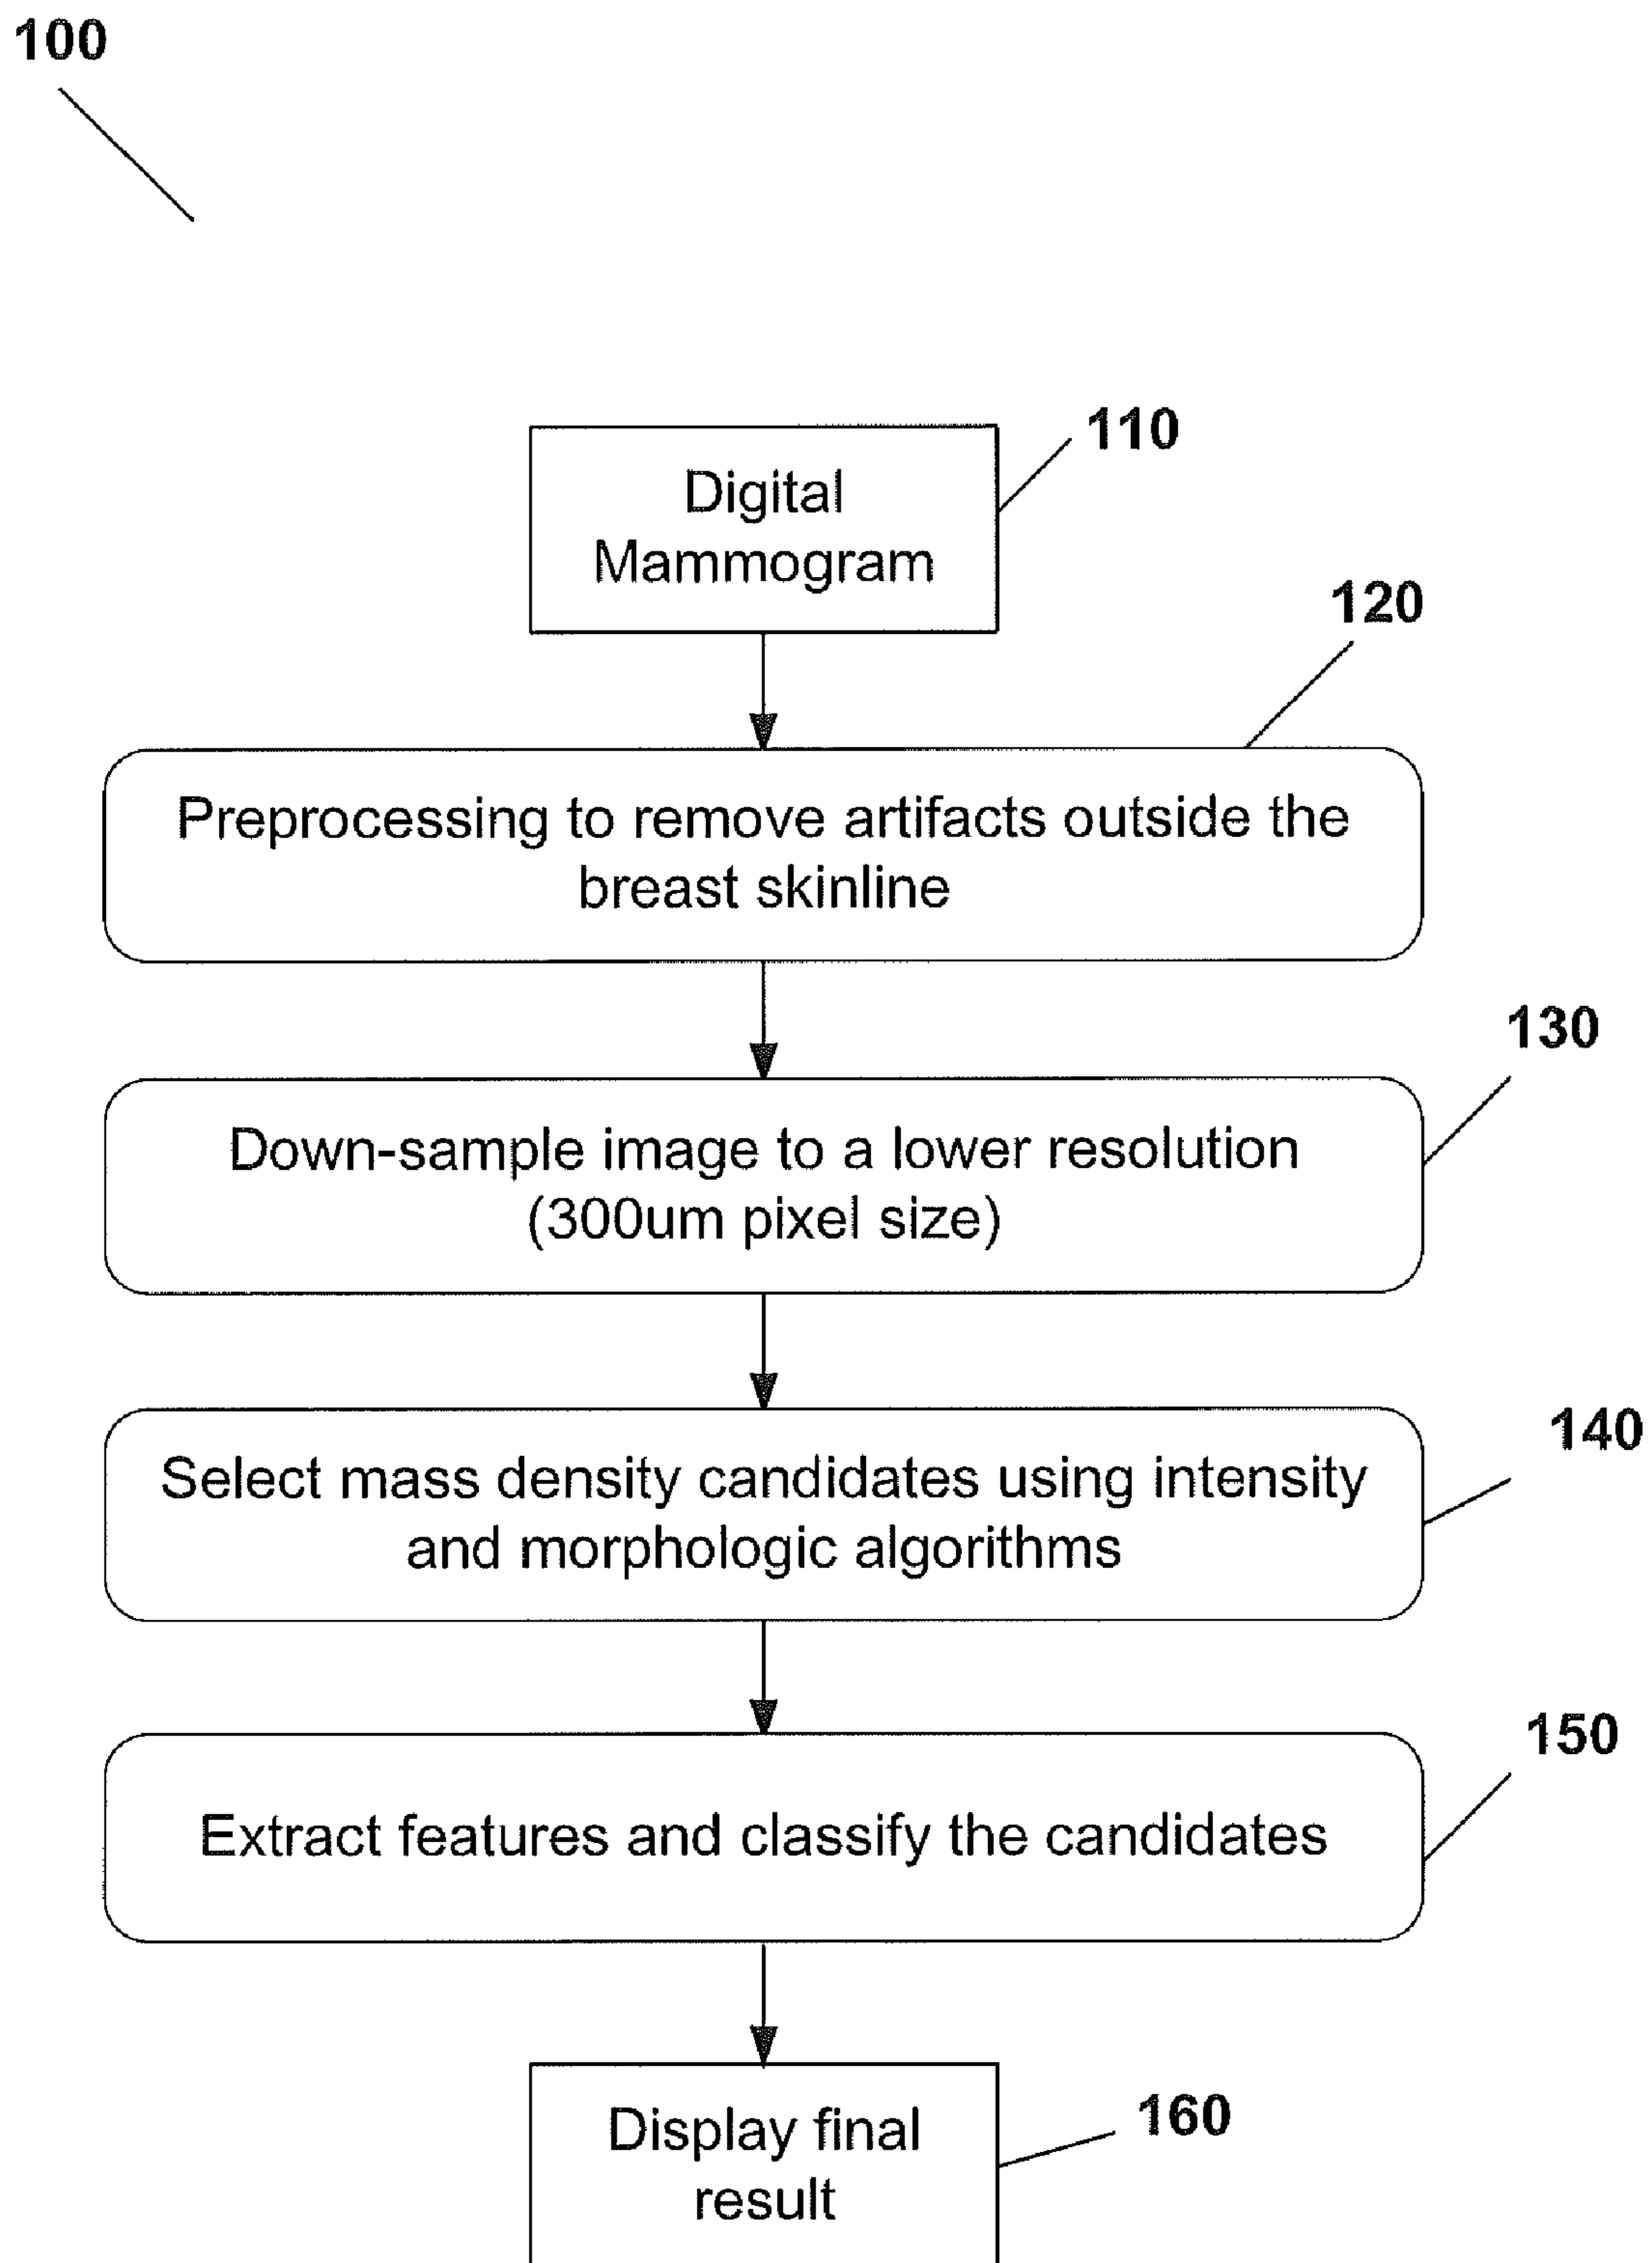 100
110
Digital
Mammogram
120
Preprocessing to remove artifacts outside the
breast skinline
130
Down-sample image to a lower resolution
(300um pixel size)
140
Select mass density candidates using intensity
and morphologic algorithms
150
Extract features and classify the candidates
160
Display final
result